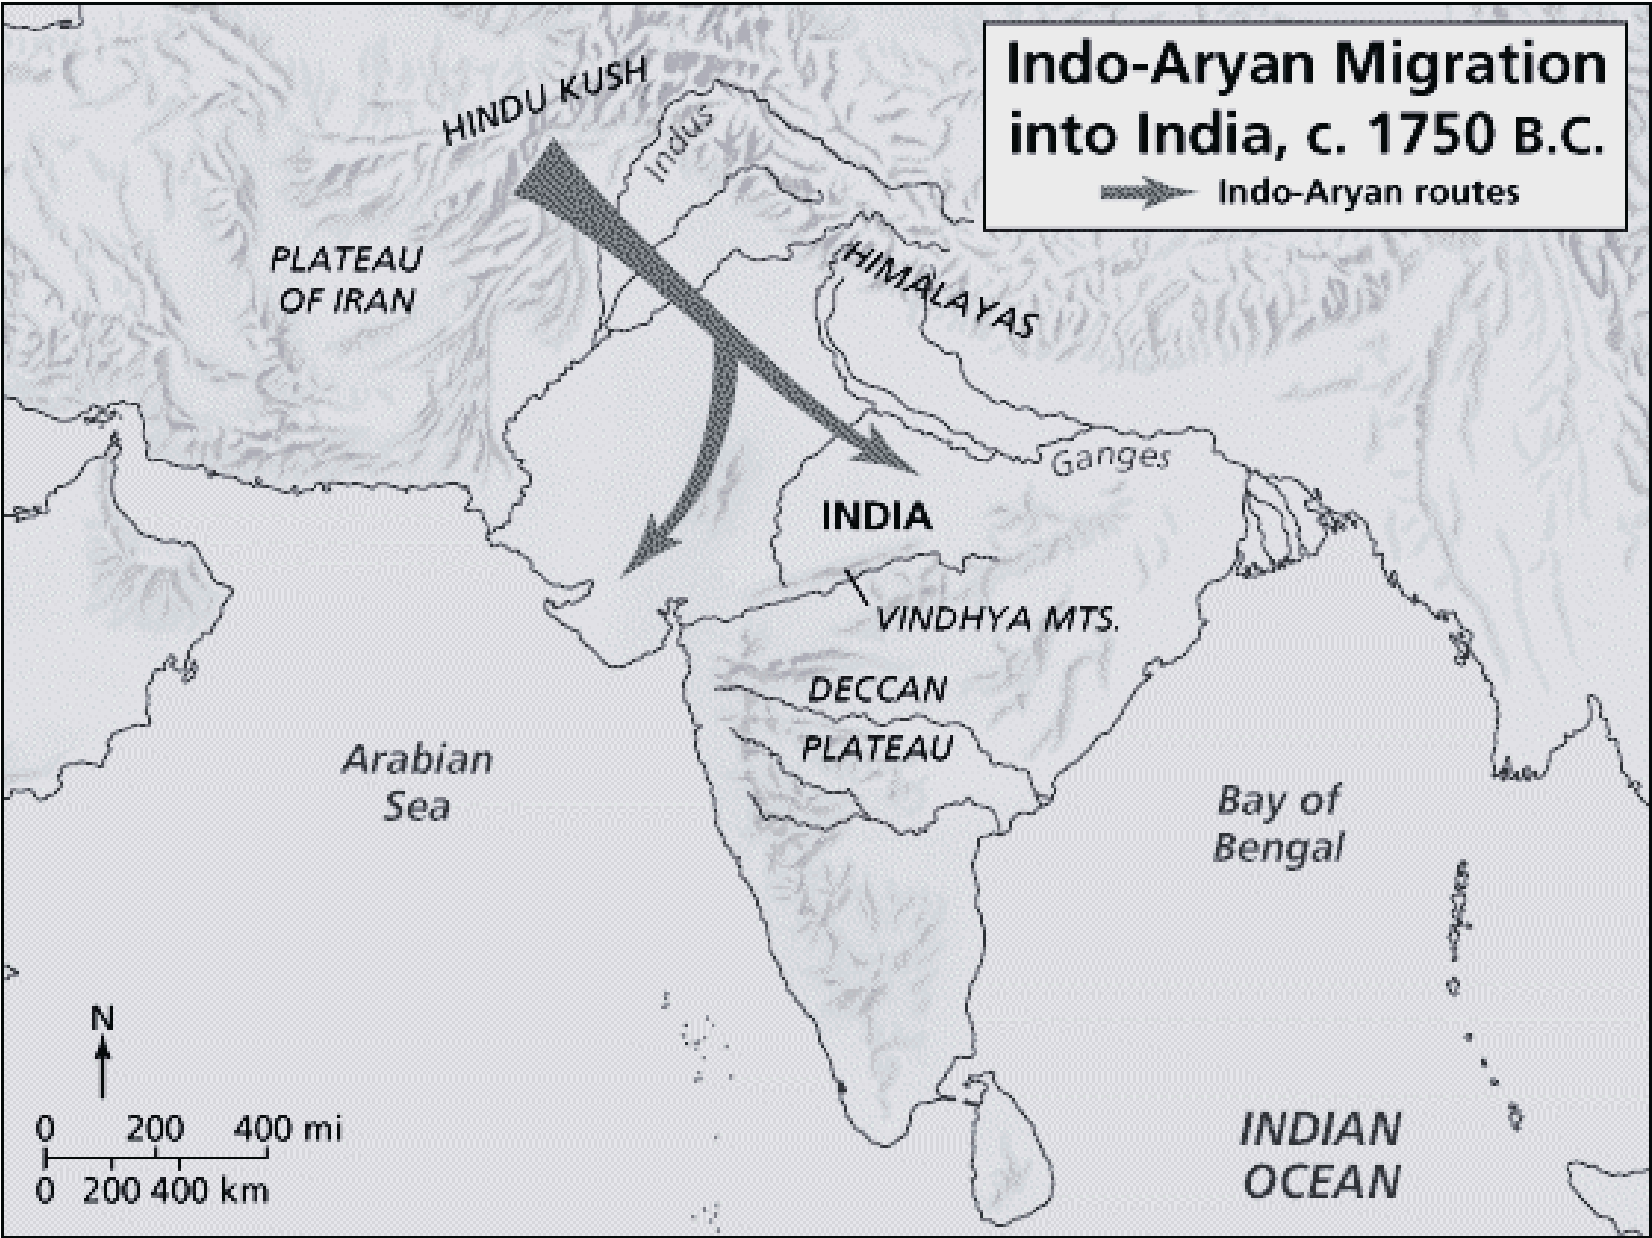 Indo-Aryan Migration
into India, c. 1750 B.C.
Indo-Aryan routes
HINDU KUSH
Indus
PLATEAU
OF IRAN
HIMALAYAS
Ganges
INDIA
VINDHYA MTS.
DECCAN
PLATEAU
Arabian
Sea
Bay of
Bengal
N
0 200 400 mi
0 200 400 km
INDIAN
OCEAN